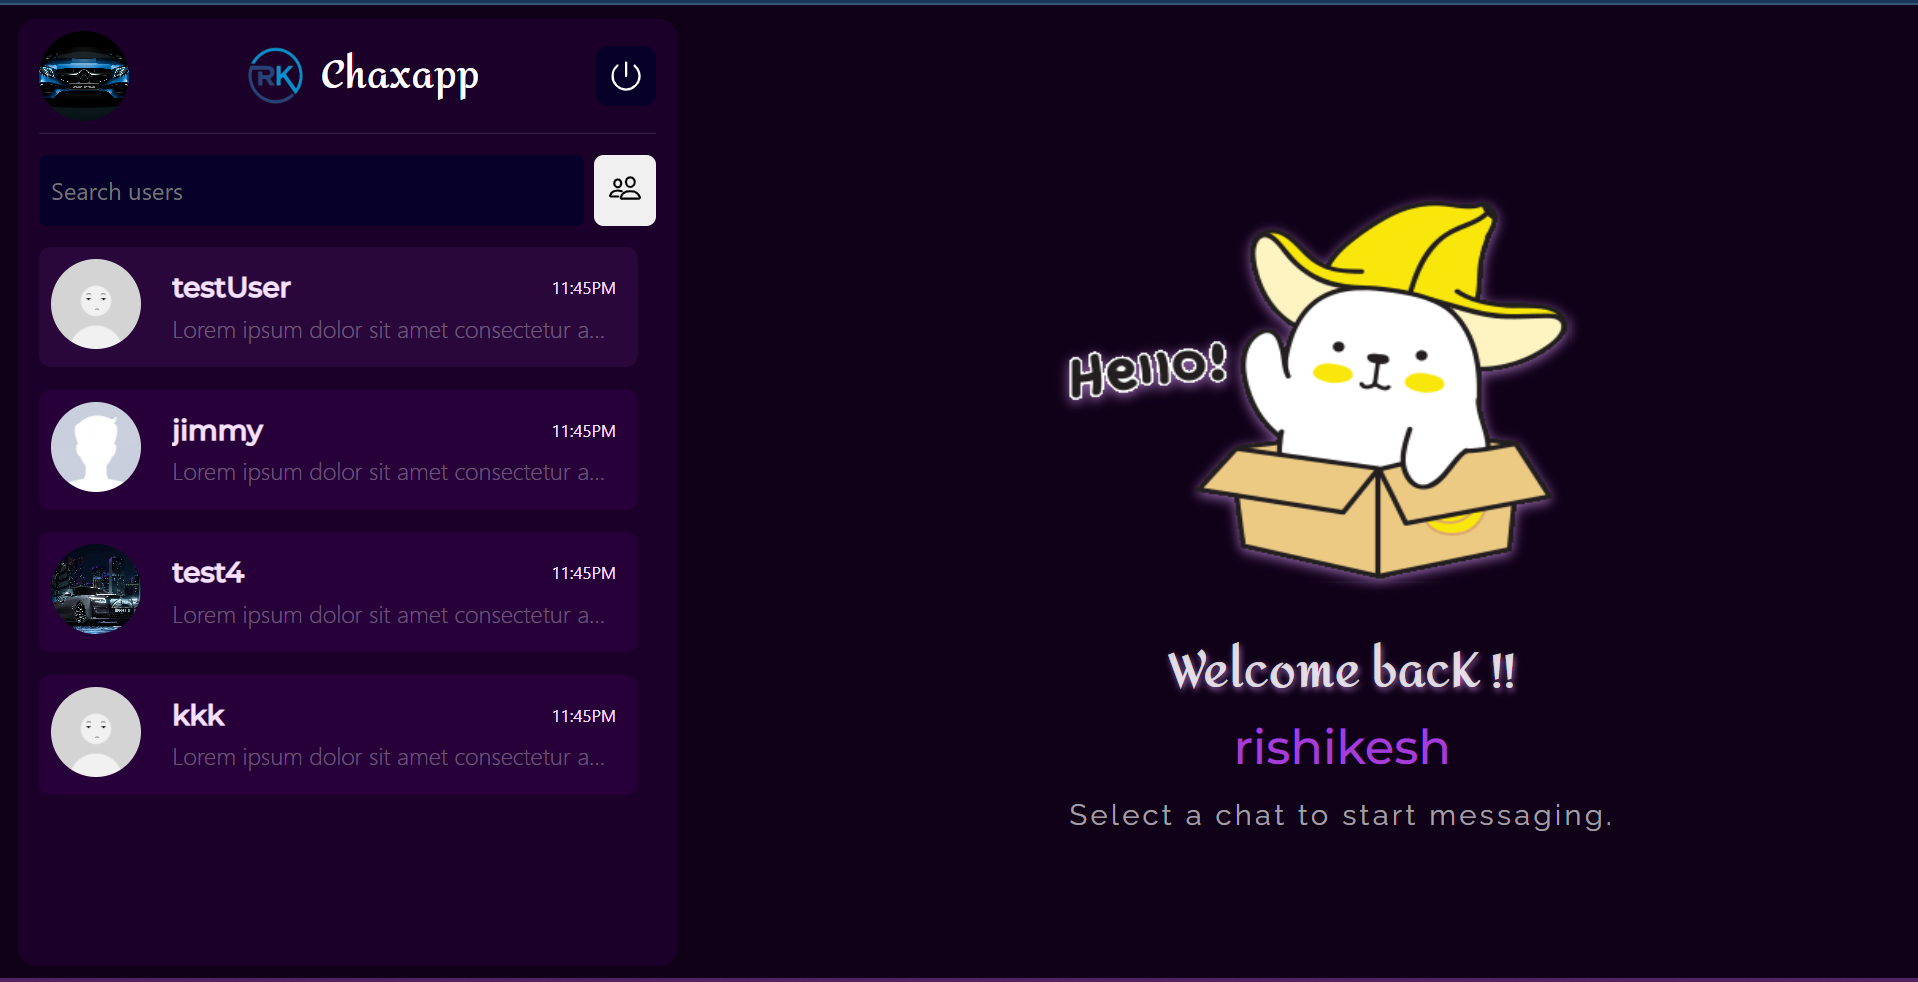 RK Chaxapp
Search users
testUser 11:45PM
Lorem ipsum dolor sit amet consectetur a...
jimmy 11:45PM
Lorem ipsum dolor sit amet consectetur a...
test4 11:45PM
Lorem ipsum dolor sit amet consectetur a...
kkk 11:45PM
Lorem ipsum dolor sit amet consectetur a...
Hello!
Welcome back !!
rishikesh
Select a chat to start messaging.